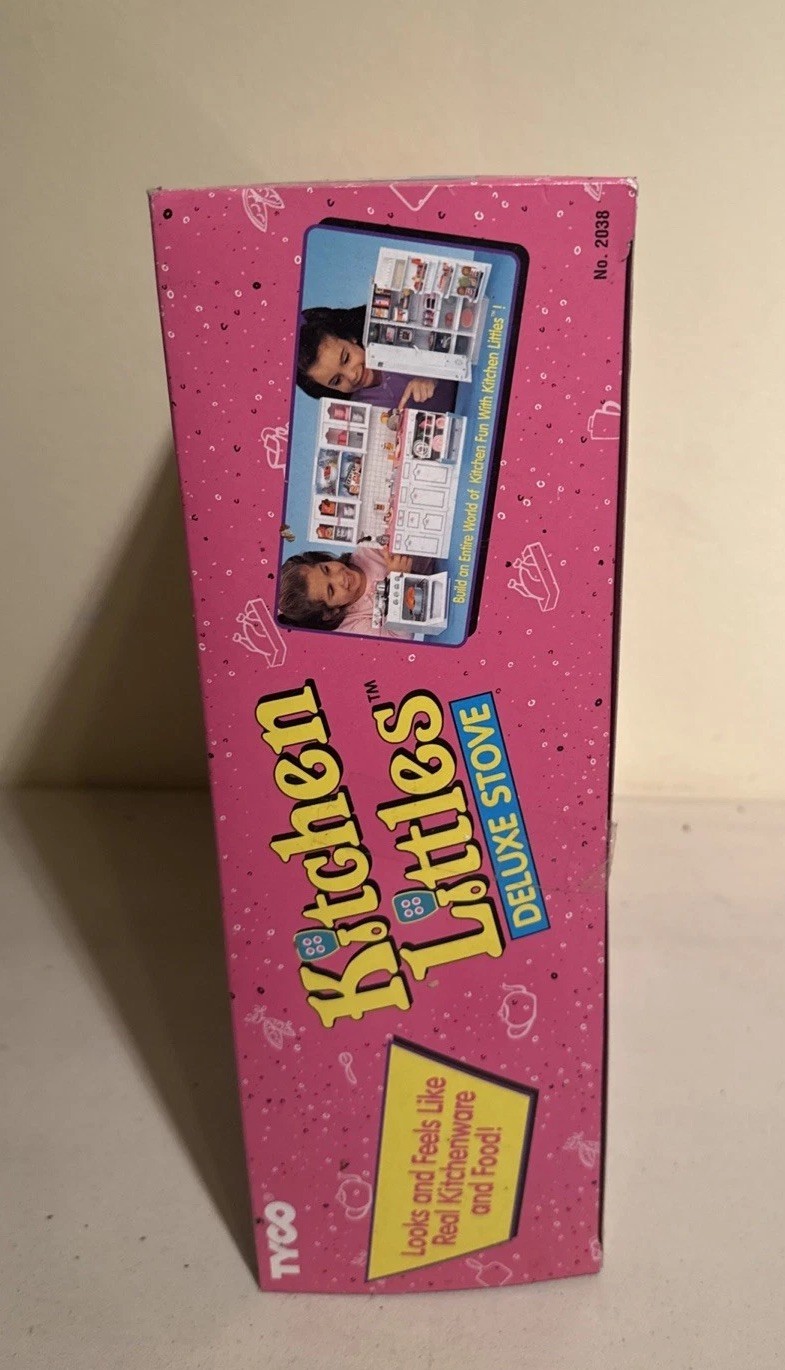 TYCO®
Looks and Feels Like
Real Kitchenware
and Food!
Kitchen
Littles™
DELUXE STOVE
Build an Entire World of Kitchen Fun With Kitchen Littles™!
No. 2038